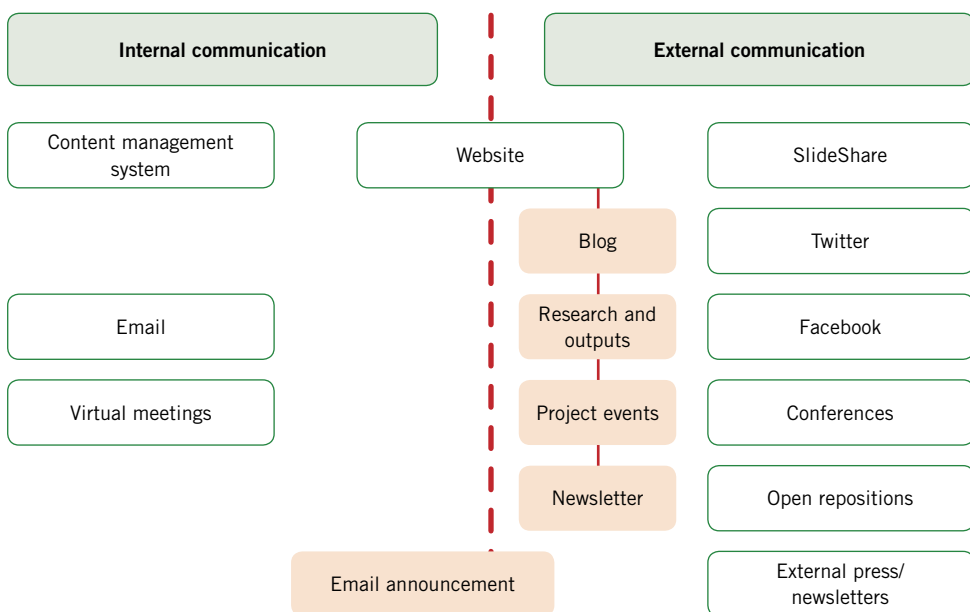 Internal communication
External communication
Content management
system
Website
SlideShare
Blog
Twitter
Email
Research and
outputs
Facebook
Virtual meetings
Project events
Conferences
Newsletter
Open repositions
Email announcement
External press/
newsletters